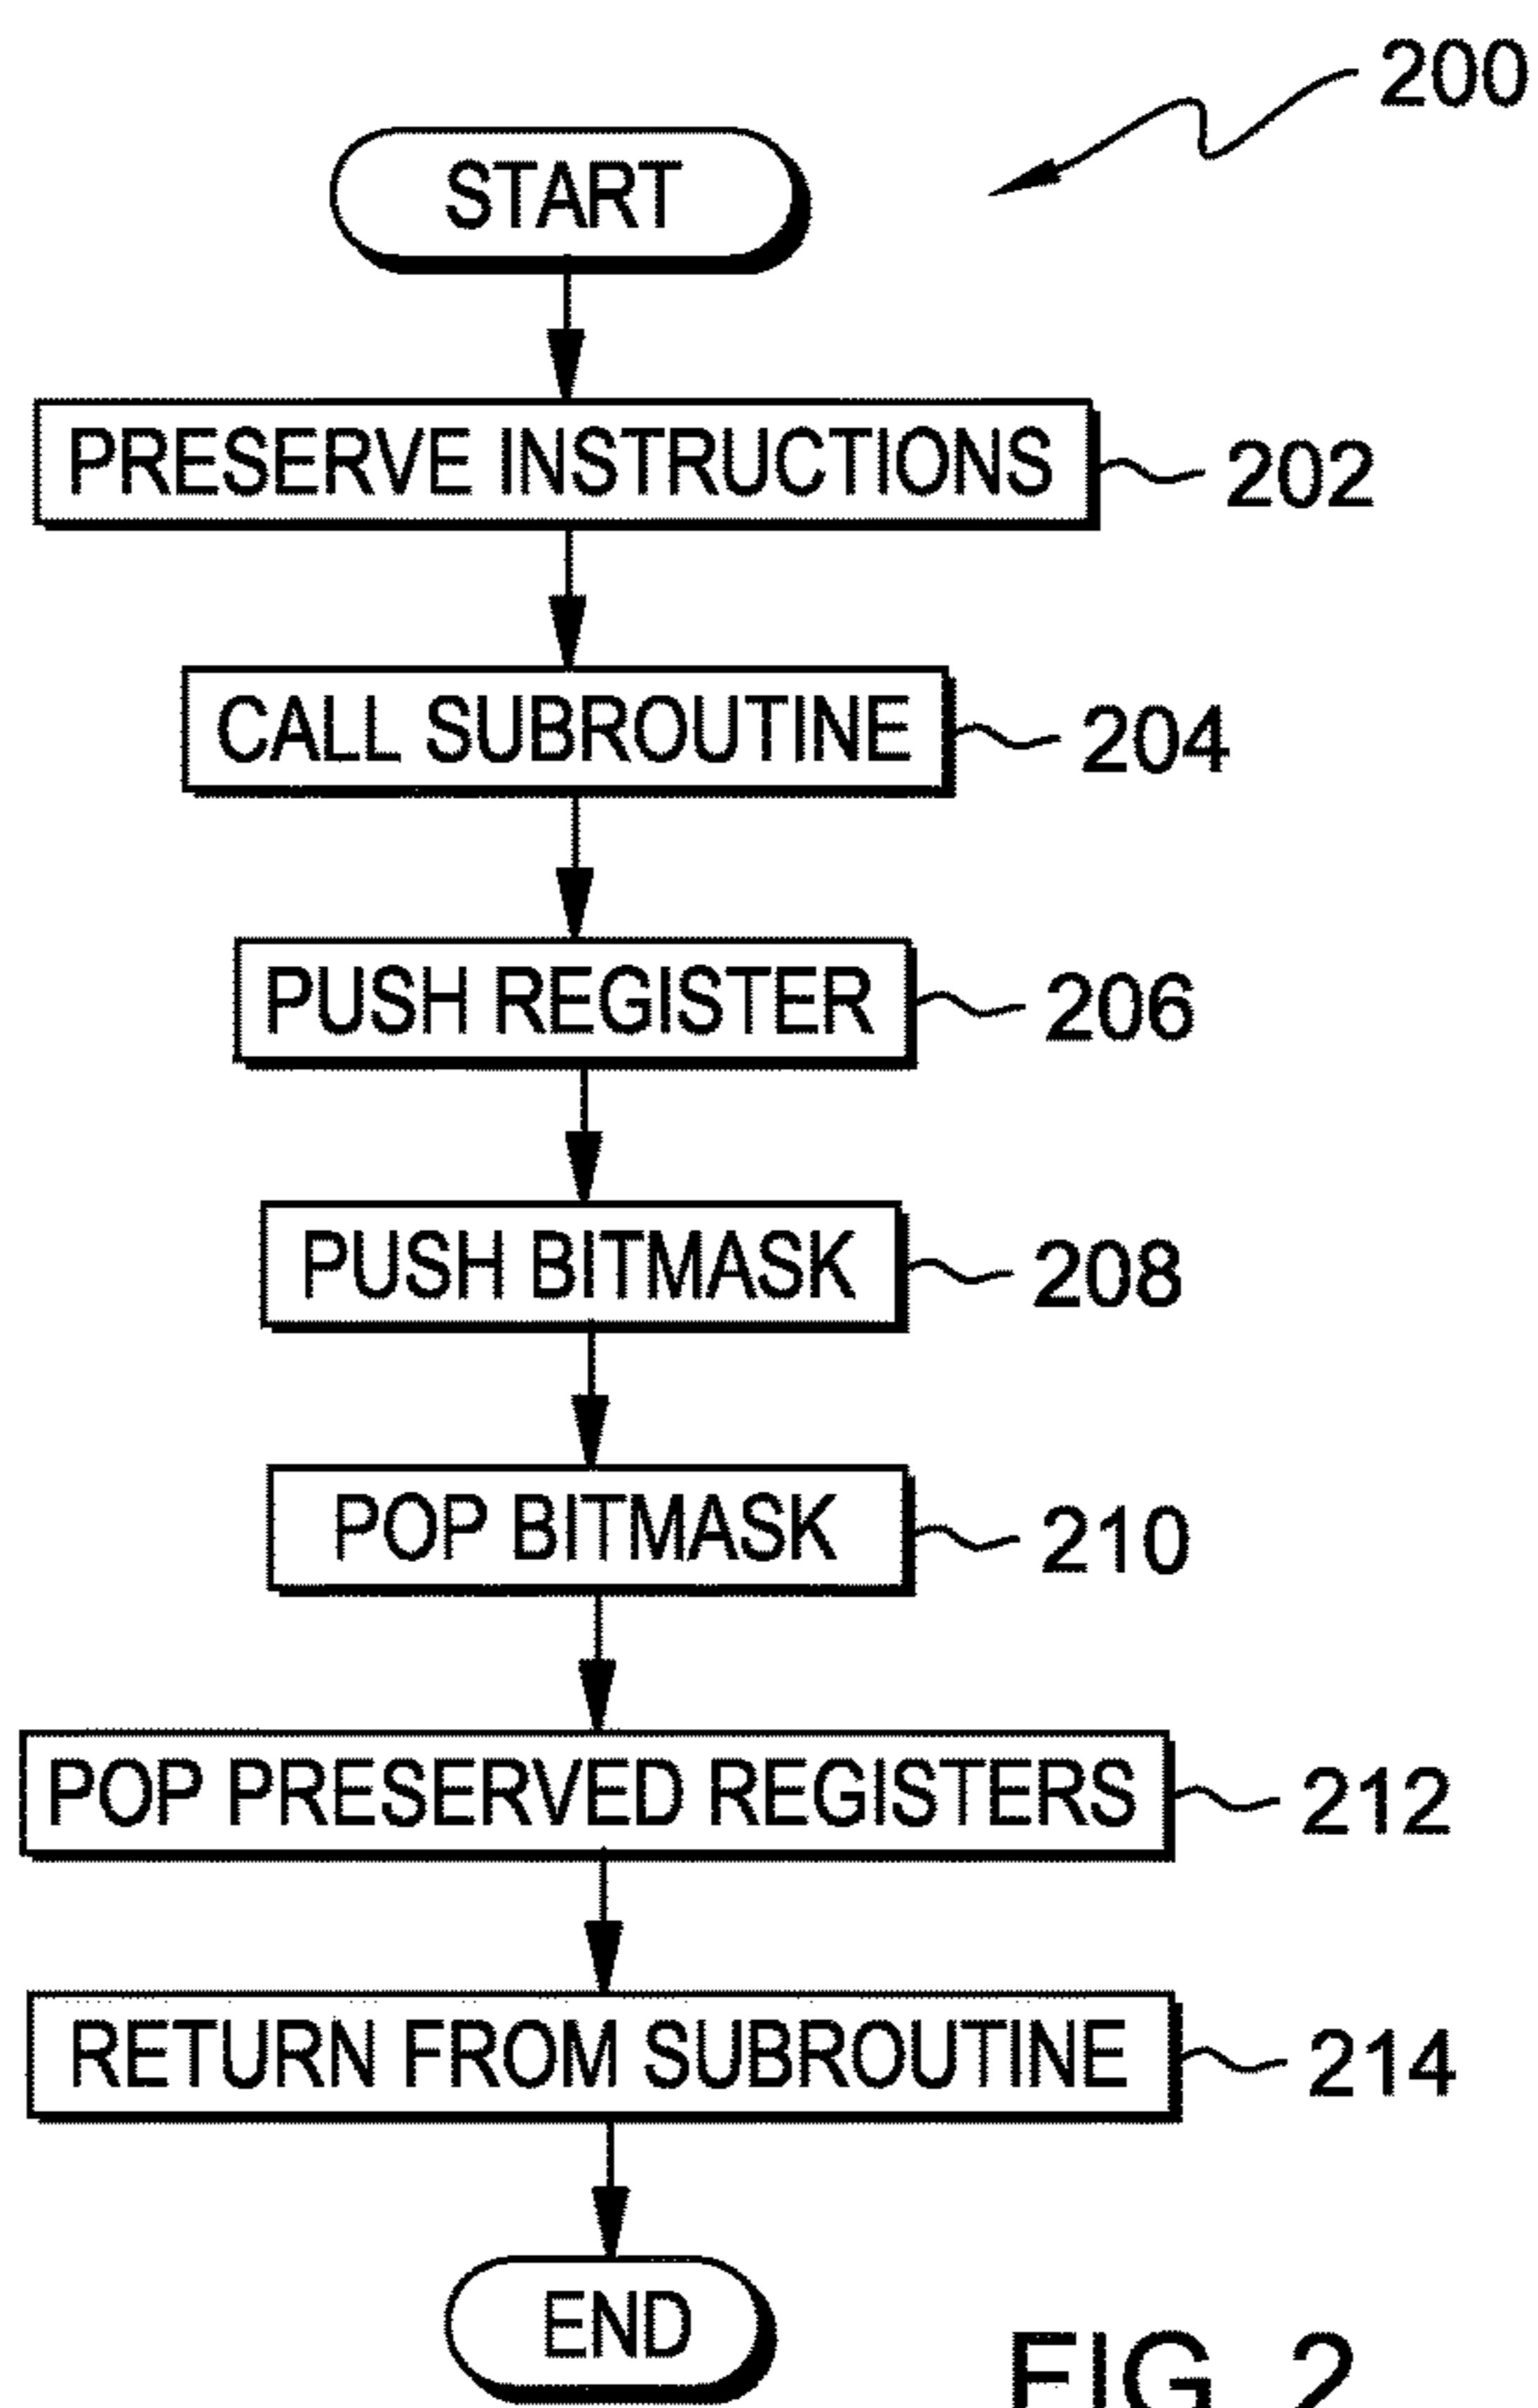 200
START
PRESERVE INSTRUCTIONS 202
CALL SUBROUTINE 204
PUSH REGISTER 206
PUSH BITMASK 208
POP BITMASK 210
POP PRESERVED REGISTERS 212
RETURN FROM SUBROUTINE 214
END
FIG. 2